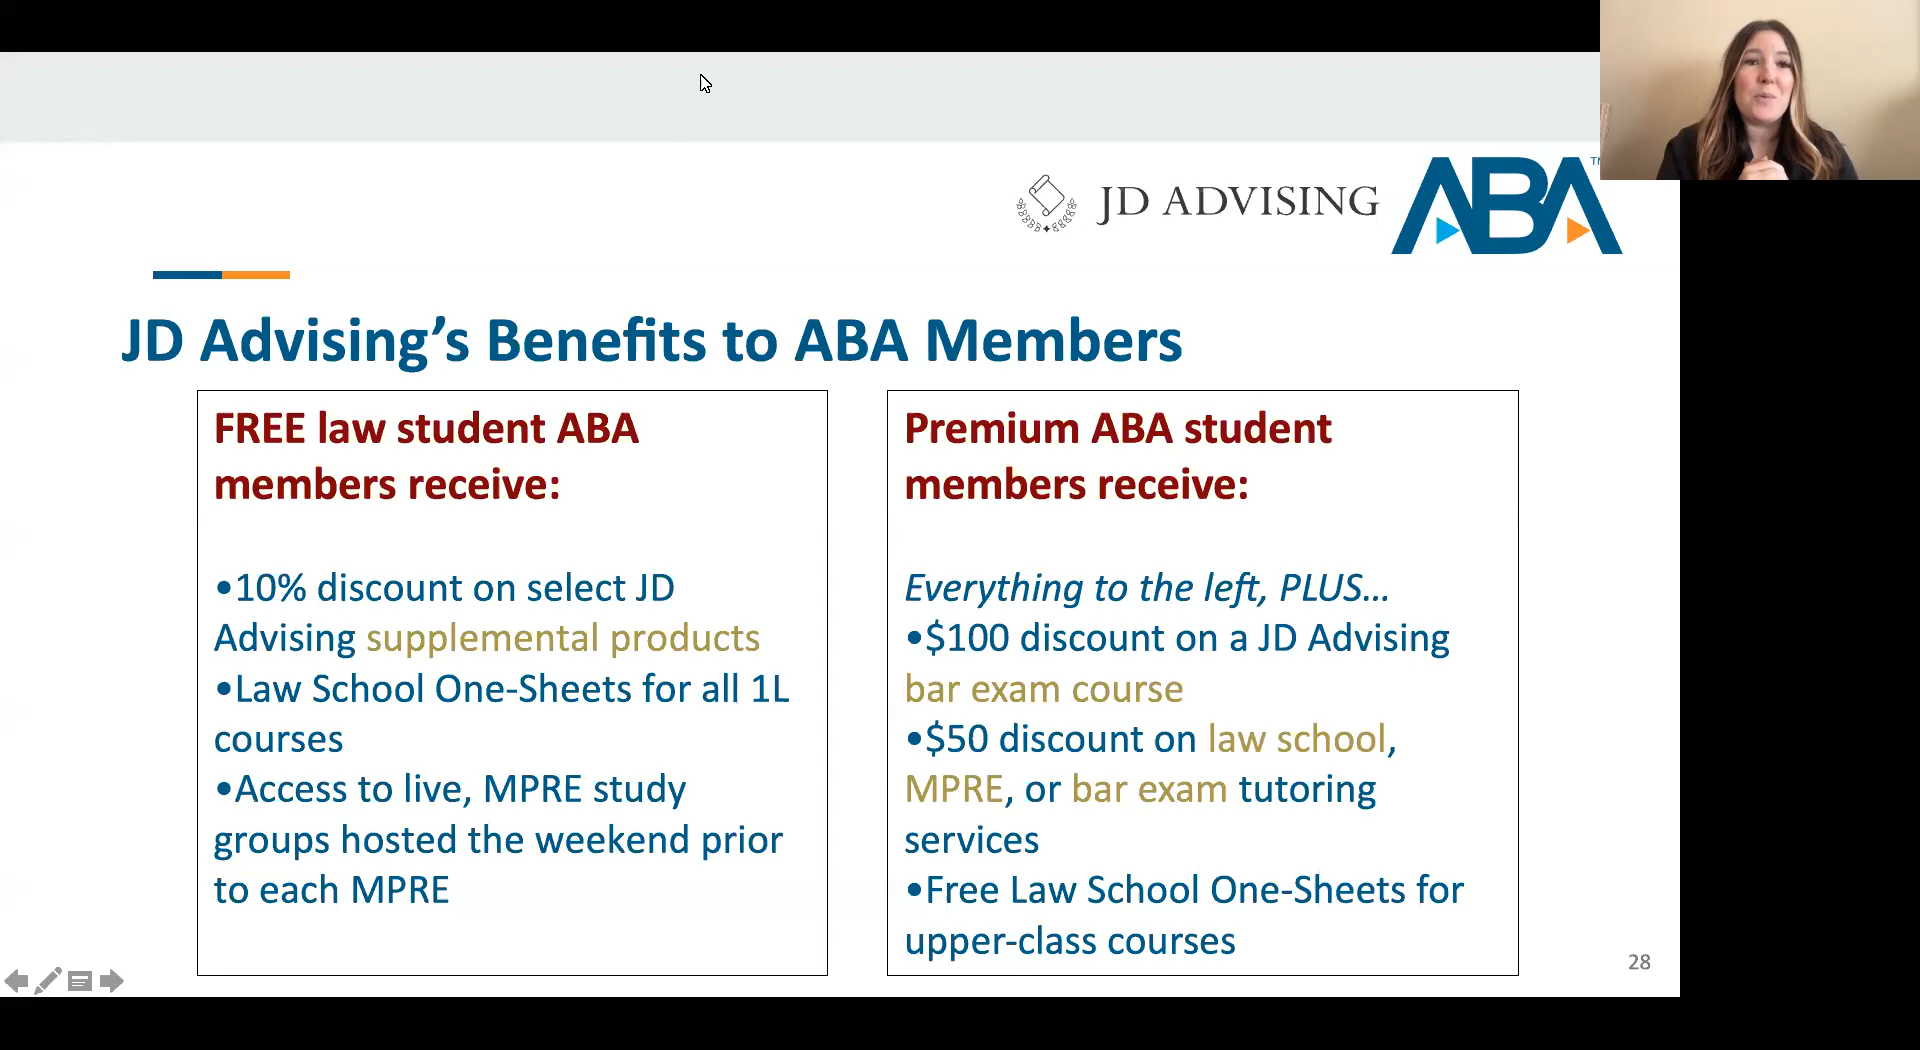 JD ADVISING
ABA
TM
JD Advising’s Benefits to ABA Members
FREE law student ABA
members receive:
•10% discount on select JD
Advising supplemental products
•Law School One-Sheets for all 1L
courses
•Access to live, MPRE study
groups hosted the weekend prior
to each MPRE
Premium ABA student
members receive:
Everything to the left, PLUS...
•$100 discount on a JD Advising
bar exam course
•$50 discount on law school,
MPRE, or bar exam tutoring
services
•Free Law School One-Sheets for
upper-class courses
28